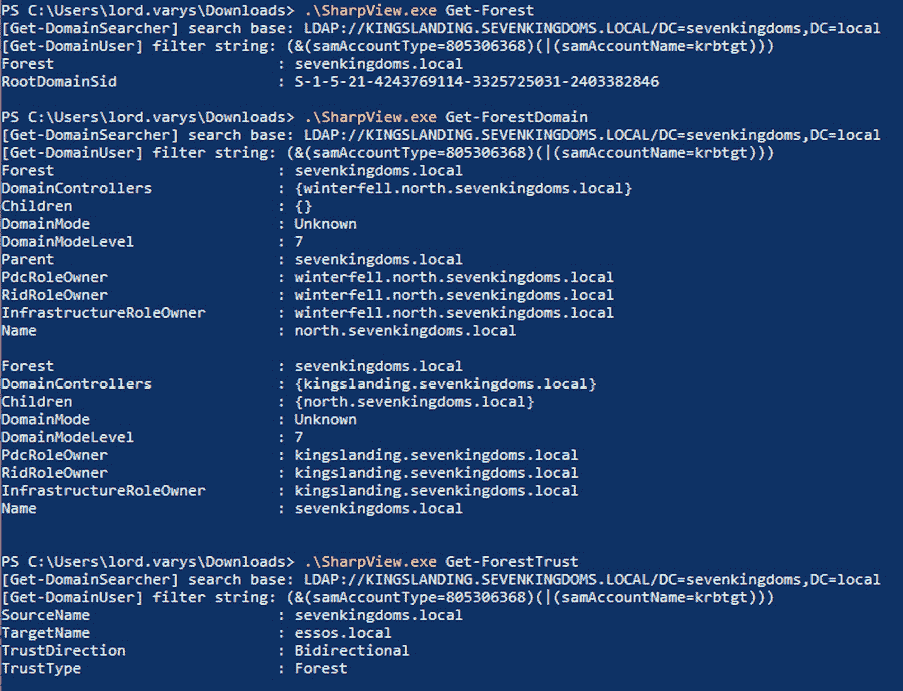 PS C:\Users\lord.varys\Downloads> .\SharpView.exe Get-Forest
[Get-DomainSearcher] search base: LDAP://KINGSLANDING.SEVENKINGDOMS.LOCAL/DC=sevenkingdoms,DC=local
[Get-DomainUser] filter string: (&(samAccountType=805306368)(|(samAccountName=krbtgt)))
Forest : sevenkingdoms.local
RootDomainSid : S-1-5-21-4243769114-3325725031-2403382846
PS C:\Users\lord.varys\Downloads> .\SharpView.exe Get-ForestDomain
[Get-DomainSearcher] search base: LDAP://KINGSLANDING.SEVENKINGDOMS.LOCAL/DC=sevenkingdoms,DC=local
[Get-DomainUser] filter string: (&(samAccountType=805306368)(|(samAccountName=krbtgt)))
Forest : sevenkingdoms.local
DomainControllers : {winterfell.north.sevenkingdoms.local}
Children : {}
DomainMode : Unknown
DomainModeLevel : 7
Parent : sevenkingdoms.local
PdcRoleOwner : winterfell.north.sevenkingdoms.local
RidRoleOwner : winterfell.north.sevenkingdoms.local
InfrastructureRoleOwner : winterfell.north.sevenkingdoms.local
Name : north.sevenkingdoms.local
Forest : sevenkingdoms.local
DomainControllers : {kingslanding.sevenkingdoms.local}
Children : {north.sevenkingdoms.local}
DomainMode : Unknown
DomainModeLevel : 7
PdcRoleOwner : kingslanding.sevenkingdoms.local
RidRoleOwner : kingslanding.sevenkingdoms.local
InfrastructureRoleOwner : kingslanding.sevenkingdoms.local
Name : sevenkingdoms.local
PS C:\Users\lord.varys\Downloads> .\SharpView.exe Get-ForestTrust
[Get-DomainSearcher] search base: LDAP://KINGSLANDING.SEVENKINGDOMS.LOCAL/DC=sevenkingdoms,DC=local
[Get-DomainUser] filter string: (&(samAccountType=805306368)(|(samAccountName=krbtgt)))
SourceName : sevenkingdoms.local
TargetName : essos.local
TrustDirection : Bidirectional
TrustType : Forest